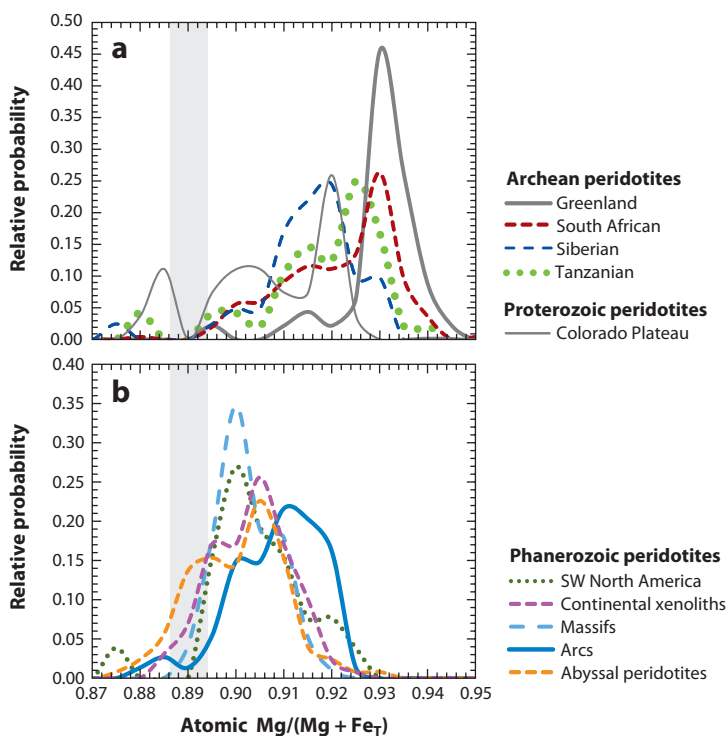 a
0.50
0.45
0.40
0.35
0.30
0.25
0.20
0.15
0.10
0.05
0.00
Relative probability
Archean peridotites
Greenland
South African
Siberian
Tanzanian
Proterozoic peridotites
Colorado Plateau
b
0.40
0.35
0.30
0.25
0.20
0.15
0.10
0.05
0.00
Relative probability
Phanerozoic peridotites
SW North America
Continental xenoliths
Massifs
Arcs
Abyssal peridotites
0.87 0.88 0.89 0.90 0.91 0.92 0.93 0.94 0.95
Atomic Mg/(Mg + FeT)